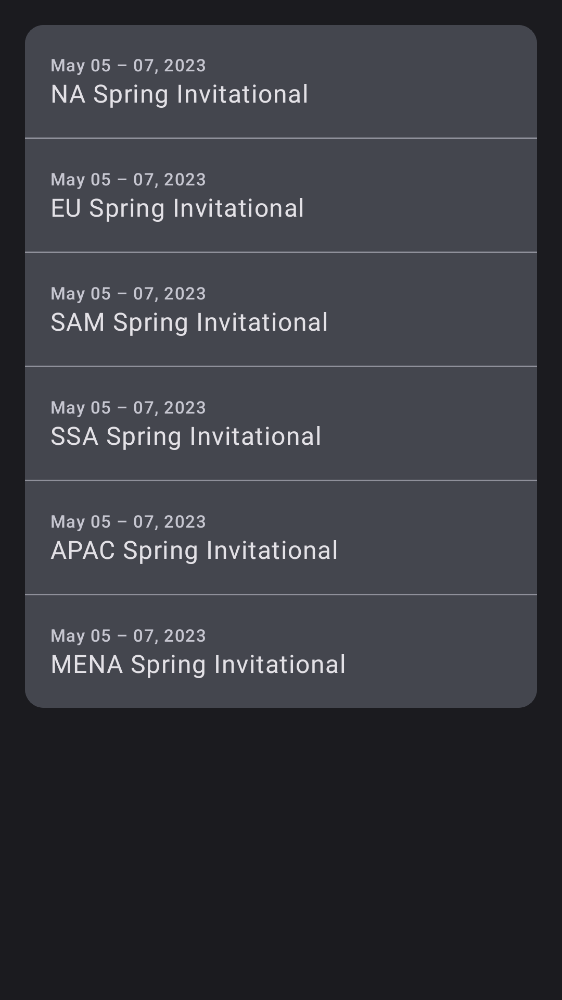 May 05 – 07, 2023
NA Spring Invitational
May 05 – 07, 2023
EU Spring Invitational
May 05 – 07, 2023
SAM Spring Invitational
May 05 – 07, 2023
SSA Spring Invitational
May 05 – 07, 2023
APAC Spring Invitational
May 05 – 07, 2023
MENA Spring Invitational